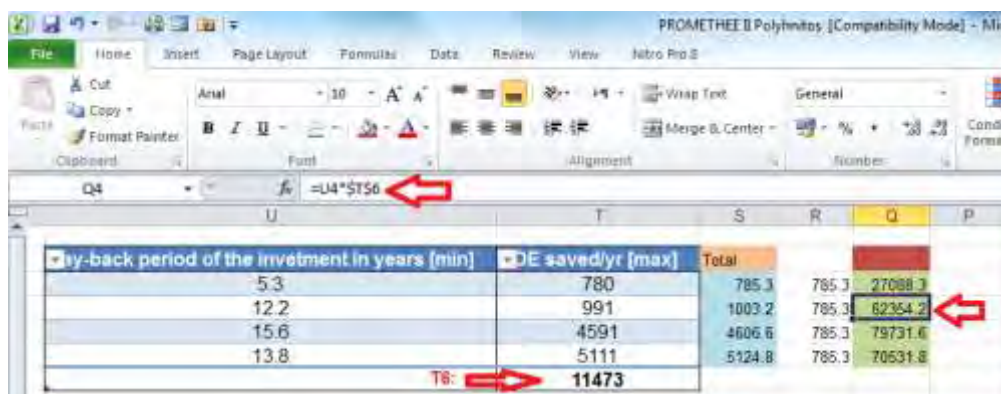 PROMETHEE II Polyhnitos [Compatibility Mode] - Mi
File Home Insert Page Layout Formulas Data Review View Nitro Pro 8
Cut
Copy
Format Painter
Paste
Arial 10 A A
B I U A
Wrap Text
Merge & Center
General
%
Cond
Forma
Clipboard Font Alignment Number
Q4 fx =U4*$T$6
U T S R Q P
ay-back period of the invetment in years [min] OE saved/yr [max] Total
5.3 780 785.3 785.3 27088.3
12.2 991 1003.2 785.3 62354.2
15.6 4591 4606.6 785.3 79731.6
13.8 5111 5124.8 785.3 70531.8
T6: 11473